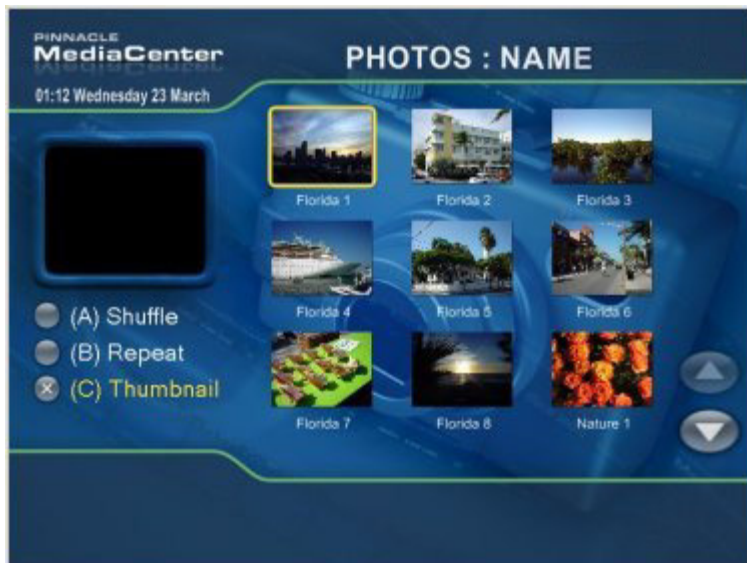 PINNACLE
MediaCenter
PHOTOS : NAME
01:12 Wednesday 23 March
Florida 1
Florida 2
Florida 3
Florida 4
Florida 5
Florida 6
(A) Shuffle
(B) Repeat
(C) Thumbnail
Florida 7
Florida 8
Nature 1